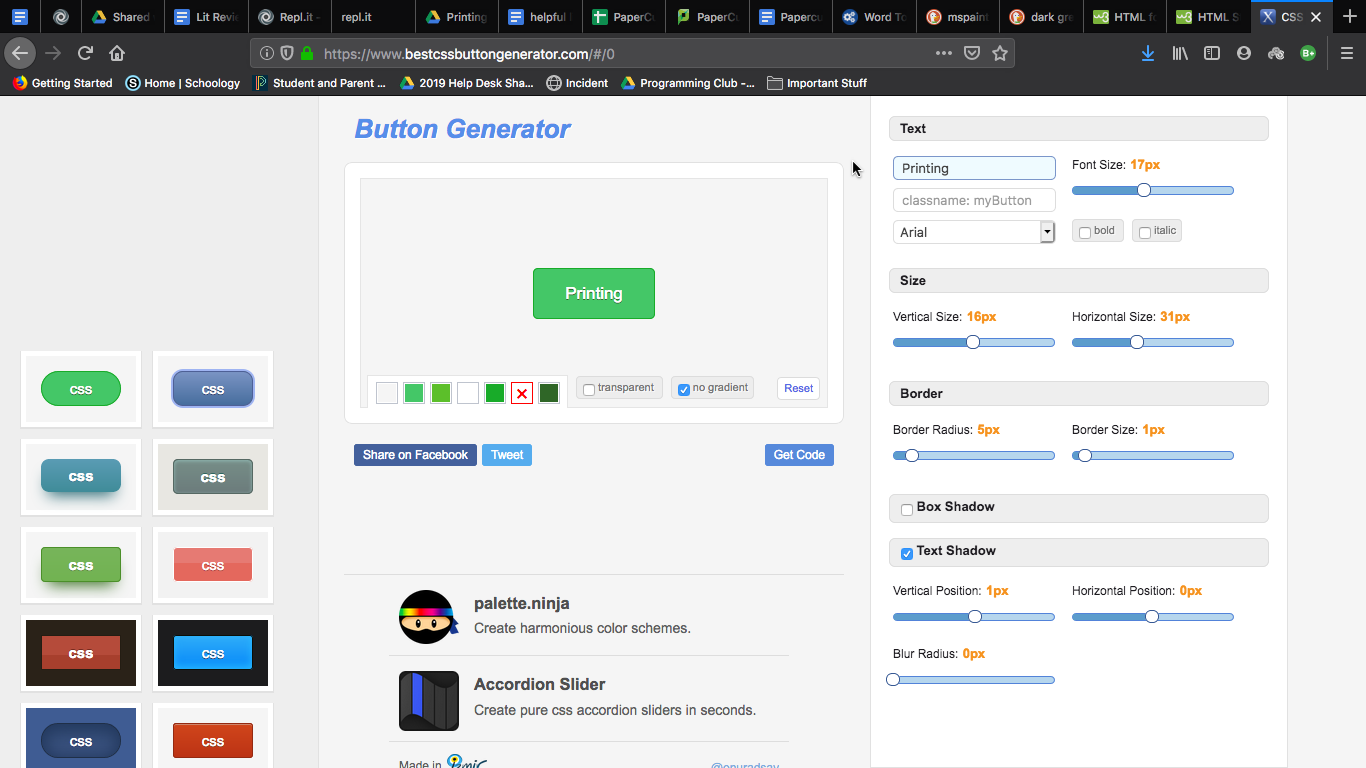 Shared
Lit Revi
Repl.it -
repl.it
Printing
helpful
PaperCu
PaperCu
Papercu
Word To
mspaint
dark gre
HTML fo
HTML S
CSS
https://www.bestcssbuttongenerator.com/#/0
Getting Started
Home | Schoology
Student and Parent ...
2019 Help Desk Sha...
Incident
Programming Club -...
Important Stuff
Button Generator
Printing
transparent
no gradient
Reset
Share on Facebook
Tweet
Get Code
palette.ninja
Create harmonious color schemes.
Accordion Slider
Create pure css accordion sliders in seconds.
Made in
@onuradsay
css
css
css
css
css
css
css
css
css
css
Text
Printing
Font Size: 17px
classname: myButton
Arial
bold
italic
Size
Vertical Size: 16px
Horizontal Size: 31px
Border
Border Radius: 5px
Border Size: 1px
Box Shadow
Text Shadow
Vertical Position: 1px
Horizontal Position: 0px
Blur Radius: 0px